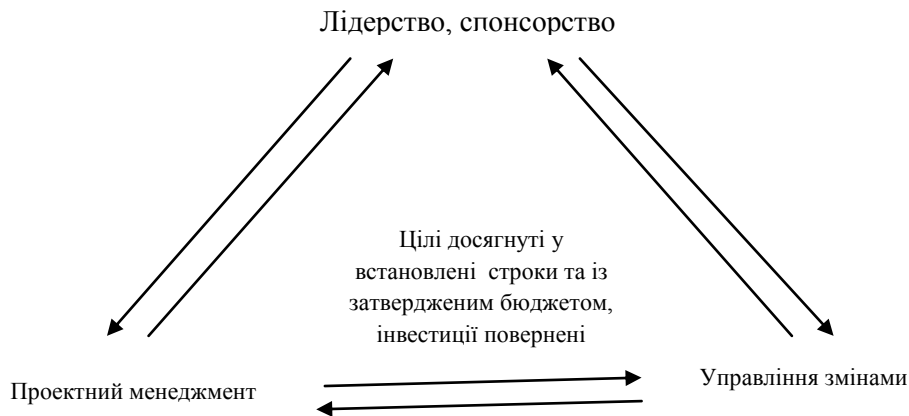 Лідерство, спонсорство
Цілі досягнуті у
встановлені строки та із
затвердженим бюджетом,
інвестиції повернені
Проектний менеджмент
Управління змінами